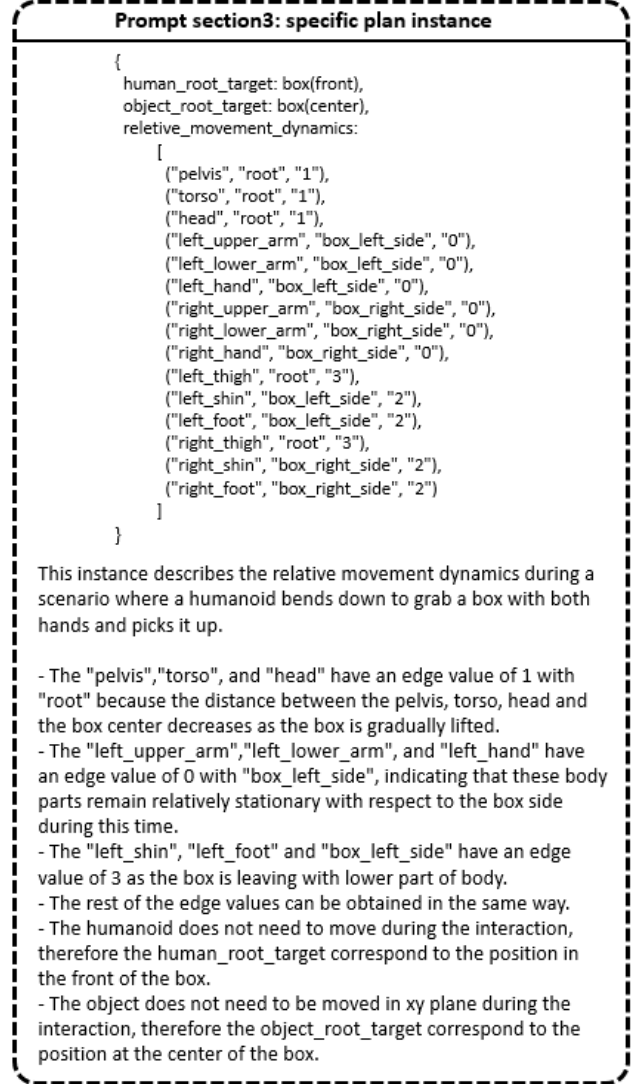 Prompt section3: specific plan instance
{
human_root_target: box(front),
object_root_target: box(center),
reletive_movement_dynamics:
[
("pelvis", "root", "1"),
("torso", "root", "1"),
("head", "root", "1"),
("left_upper_arm", "box_left_side", "0"),
("left_lower_arm", "box_left_side", "0"),
("left_hand", "box_left_side", "0"),
("right_upper_arm", "box_right_side", "0"),
("right_lower_arm", "box_right_side", "0"),
("right_hand", "box_right_side", "0"),
("left_thigh", "root", "3"),
("left_shin", "box_left_side", "2"),
("left_foot", "box_left_side", "2"),
("right_thigh", "root", "3"),
("right_shin", "box_right_side", "2"),
("right_foot", "box_right_side", "2")
]
}
This instance describes the relative movement dynamics during a
scenario where a humanoid bends down to grab a box with both
hands and picks it up.
- The "pelvis","torso", and "head" have an edge value of 1 with
"root" because the distance between the pelvis, torso, head and
the box center decreases as the box is gradually lifted.
- The "left_upper_arm","left_lower_arm", and "left_hand" have
an edge value of 0 with "box_left_side", indicating that these body
parts remain relatively stationary with respect to the box side
during this time.
- The "left_shin", "left_foot" and "box_left_side" have an edge
value of 3 as the box is leaving with lower part of body.
- The rest of the edge values can be obtained in the same way.
- The humanoid does not need to move during the interaction,
therefore the human_root_target correspond to the position in
the front of the box.
- The object does not need to be moved in xy plane during the
interaction, therefore the object_root_target correspond to the
position at the center of the box.